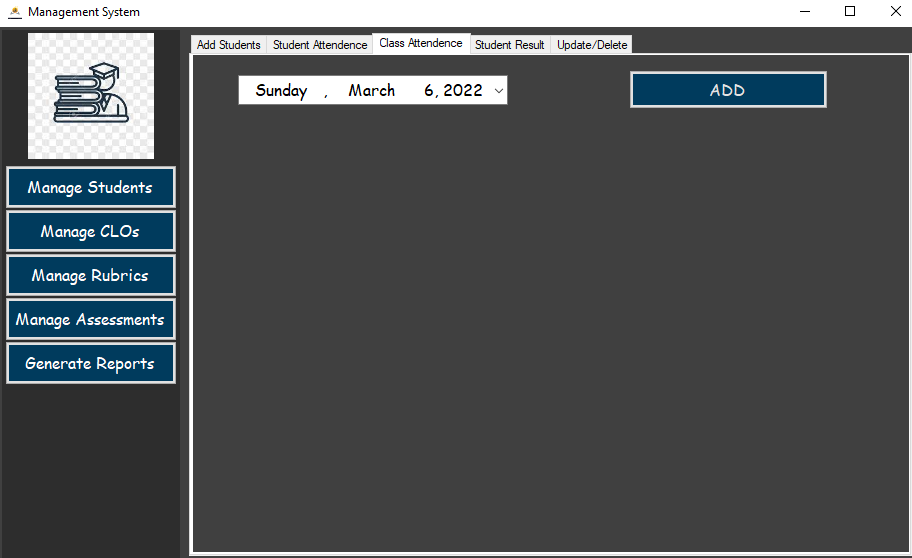 Management System
Add Students
Student Attendence
Class Attendence
Student Result
Update/Delete
Sunday , March 6, 2022
ADD
Manage Students
Manage CLOs
Manage Rubrics
Manage Assessments
Generate Reports